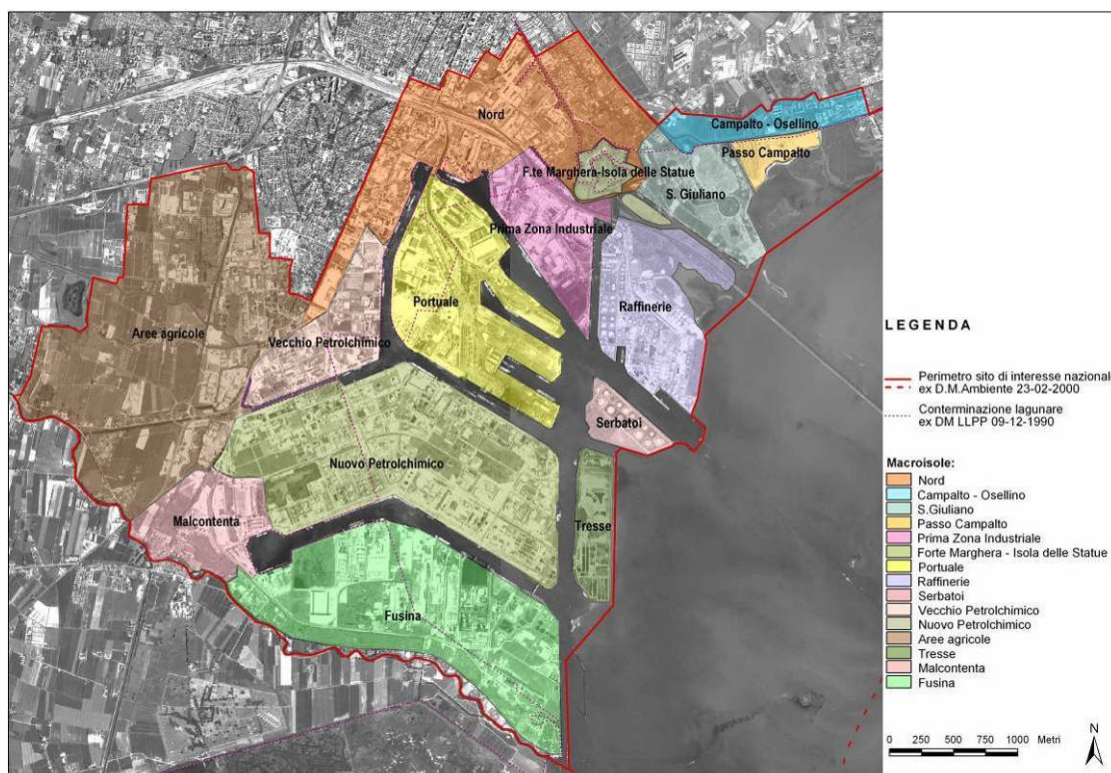 Nord
Campalto - Osellino
Passo Campalto
F.te Marghera-Isola delle Statue
S. Giuliano
Prima Zona Industriale
Portuale
Raffinerie
Aree agricole
Vecchio Petrolchimico
Serbatoi
Nuovo Petrolchimico
Malcontenta
Tresse
Fusina
LEGENDA
Perimetro sito di interesse nazionale
ex D.M.Ambiente 23-02-2000
Conterminazione lagunare
ex DM LLPP 09-12-1990
Macroisole:
Nord
Campalto - Osellino
S.Giuliano
Passo Campalto
Prima Zona Industriale
Forte Marghera - Isola delle Statue
Portuale
Raffinerie
Serbatoi
Vecchio Petrolchimico
Nuovo Petrolchimico
Aree agricole
Tresse
Malcontenta
Fusina
0 250 500 750 1000 Metri
N